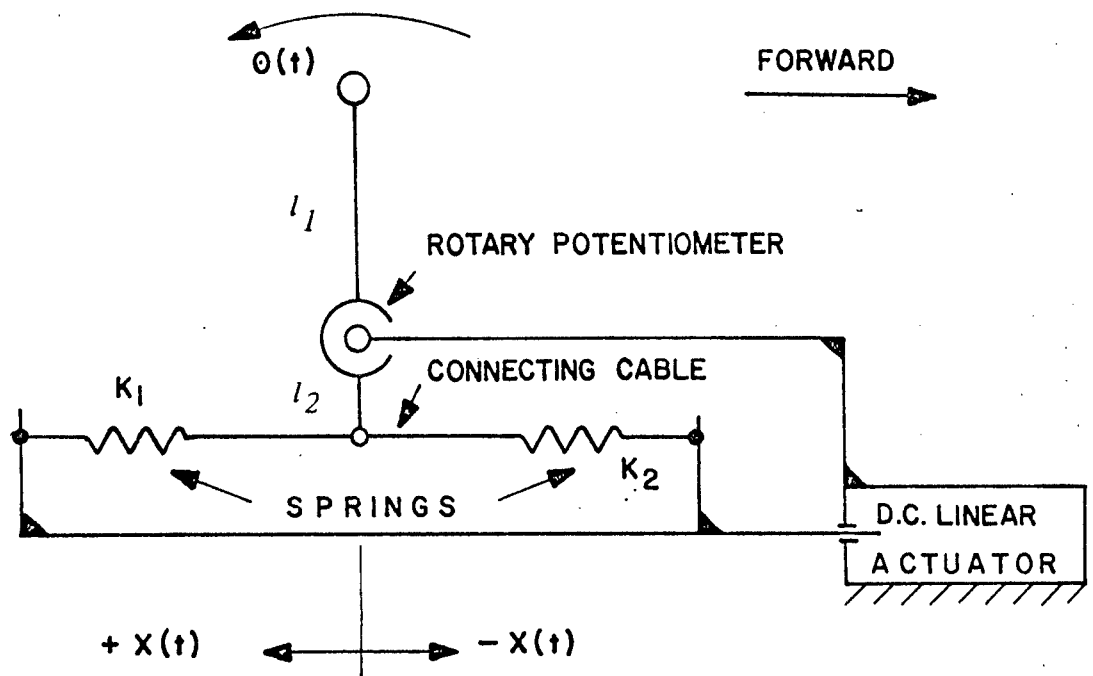 Θ(t)
FORWARD
l1
ROTARY POTENTIOMETER
CONNECTING CABLE
K1
l2
K2
SPRINGS
D.C. LINEAR
ACTUATOR
+ X(t)
- X(t)